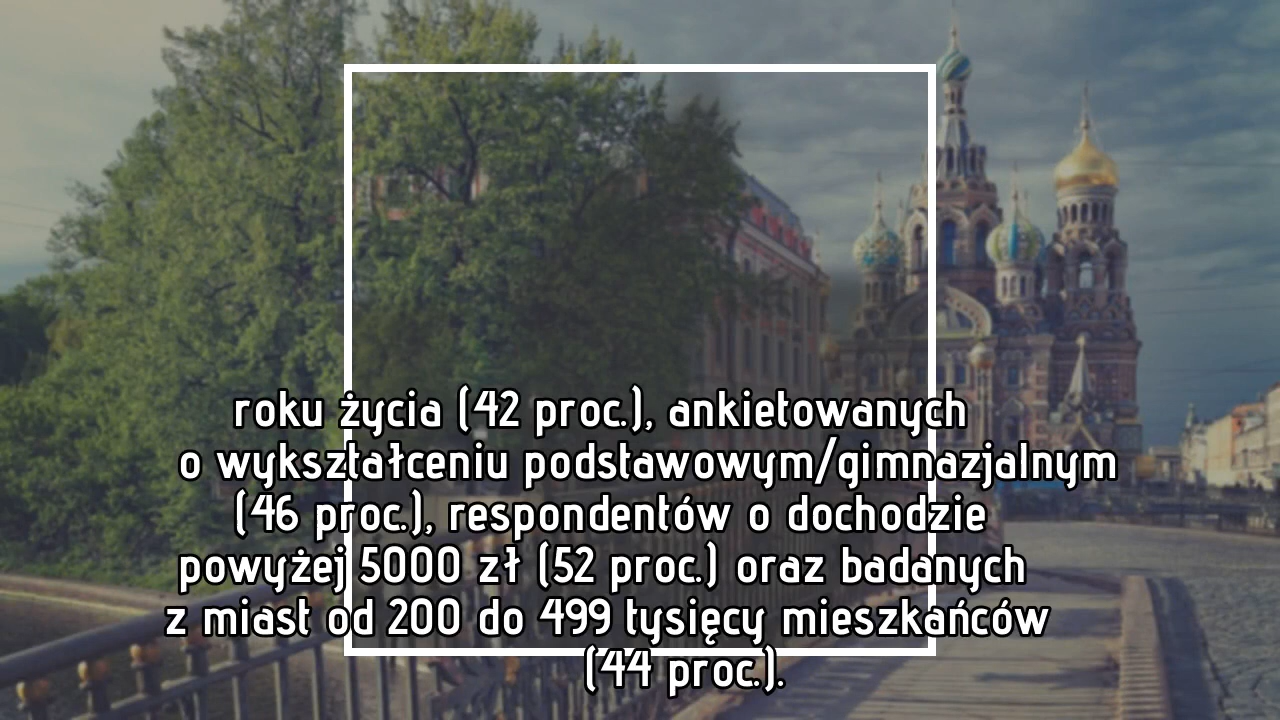 roku życia (42 proc.), ankietowanych
o wykształceniu podstawowym/gimnazjalnym
(46 proc.), respondentów o dochodzie
powyżej 5000 zł (52 proc.) oraz badanych
z miast od 200 do 499 tysięcy mieszkańców
(44 proc.).